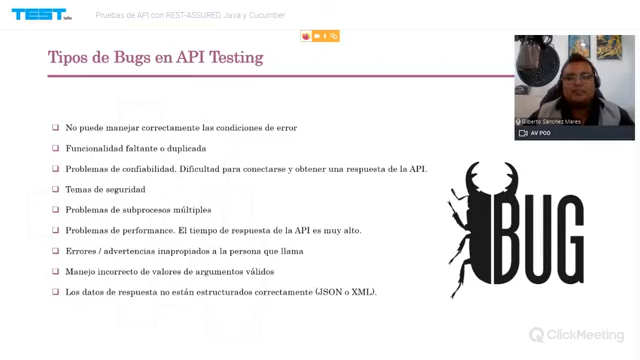 TEST
talks
Pruebas de API con REST-ASSURED, Java y Cucumber
Tipos de Bugs en API Testing
No puede manejar correctamente las condiciones de error
Funcionalidad faltante o duplicada
Problemas de confiabilidad. Dificultad para conectarse y obtener una respuesta de la API.
Temas de seguridad
Problemas de subprocesos múltiples
Problemas de performance. El tiempo de respuesta de la API es muy alto.
Errores / advertencias inapropiados a la persona que llama
Manejo incorrecto de valores de argumentos válidos
Los datos de respuesta no están estructurados correctamente (JSON o XML).
Gilberto Sánchez Mares
AV POD
BUG
ClickMeeting